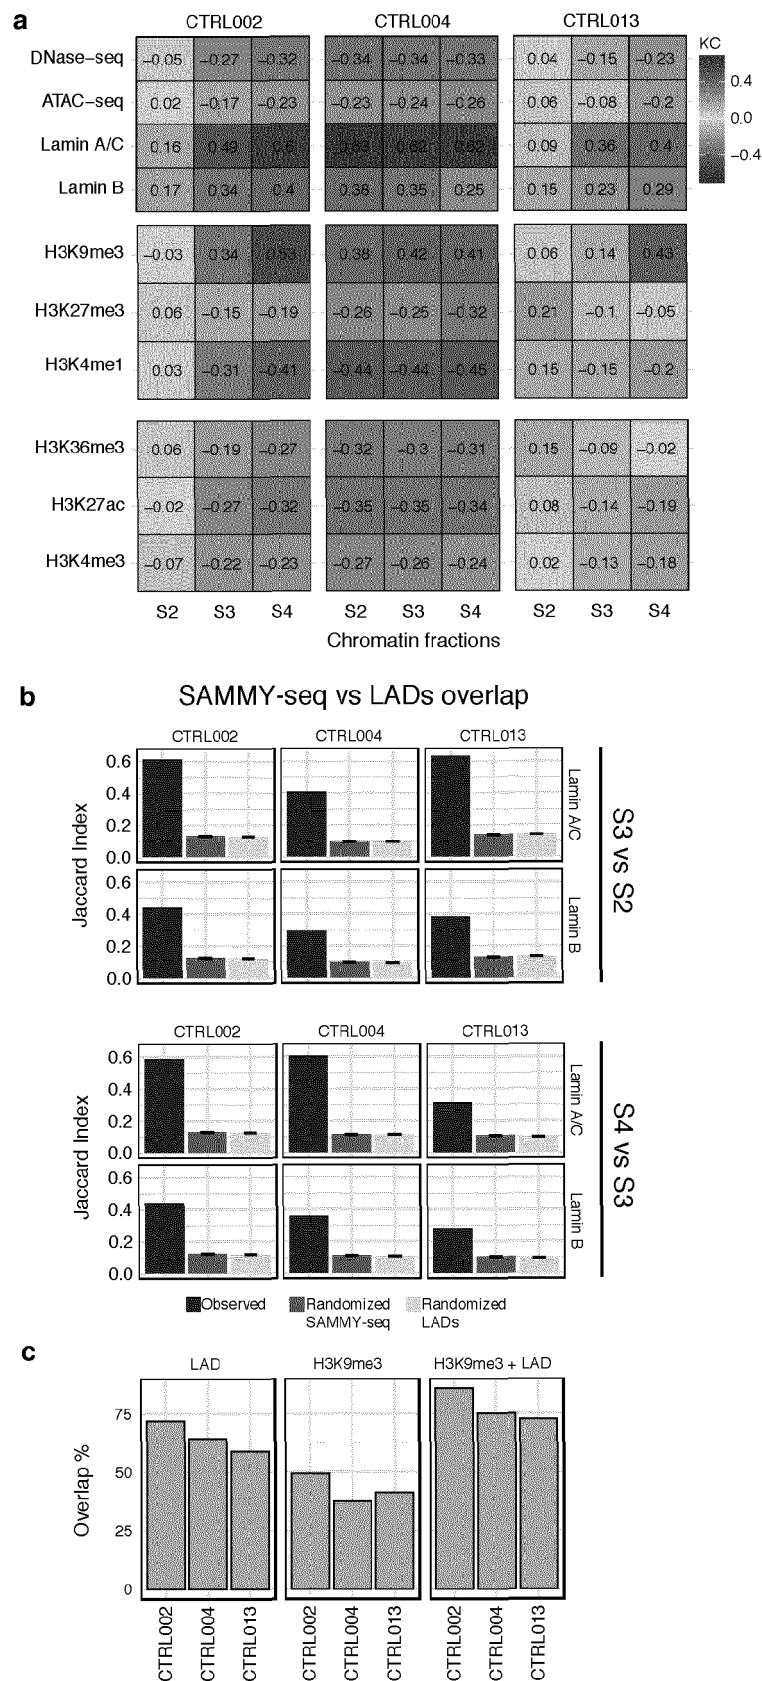 a
CTRL002 CTRL004 CTRL013
KC
0.4
0.0
−0.4
DNase−seq −0.05 −0.27 −0.32 −0.34 −0.34 −0.33 0.04 −0.15 −0.23
ATAC−seq 0.02 −0.17 −0.23 −0.23 −0.24 −0.26 0.06 −0.08 −0.2
Lamin A/C 0.16 0.49 0.6 0.63 0.62 0.62 0.09 0.36 0.4
Lamin B 0.17 0.34 0.4 0.38 0.35 0.25 0.15 0.23 0.29
H3K9me3 −0.03 0.34 0.53 0.38 0.42 0.41 0.06 0.14 0.43
H3K27me3 0.06 −0.15 −0.19 −0.26 −0.25 −0.32 0.21 −0.1 −0.05
H3K4me1 0.03 −0.31 −0.41 −0.44 −0.44 −0.45 0.15 −0.15 −0.2
H3K36me3 0.06 −0.19 −0.27 −0.32 −0.3 −0.31 0.15 −0.09 −0.02
H3K27ac −0.02 −0.27 −0.32 −0.35 −0.35 −0.34 0.08 −0.14 −0.19
H3K4me3 −0.07 −0.22 −0.23 −0.27 −0.26 −0.24 0.02 −0.13 −0.18
S2 S3 S4 S2 S3 S4 S2 S3 S4
Chromatin fractions
b
SAMMY-seq vs LADs overlap
CTRL002 CTRL004 CTRL013
Jaccard Index
0.6
0.4
0.2
0.0
Lamin A/C
0.6
0.4
0.2
0.0
Lamin B
S3 vs S2
CTRL002 CTRL004 CTRL013
Jaccard Index
0.6
0.4
0.2
0.0
Lamin A/C
0.6
0.4
0.2
0.0
Lamin B
S4 vs S3
Observed Randomized Randomized
SAMMY-seq LADs
c
LAD H3K9me3 H3K9me3 + LAD
Overlap %
75
50
25
0
CTRL002 CTRL004 CTRL013 CTRL002 CTRL004 CTRL013 CTRL002 CTRL004 CTRL013